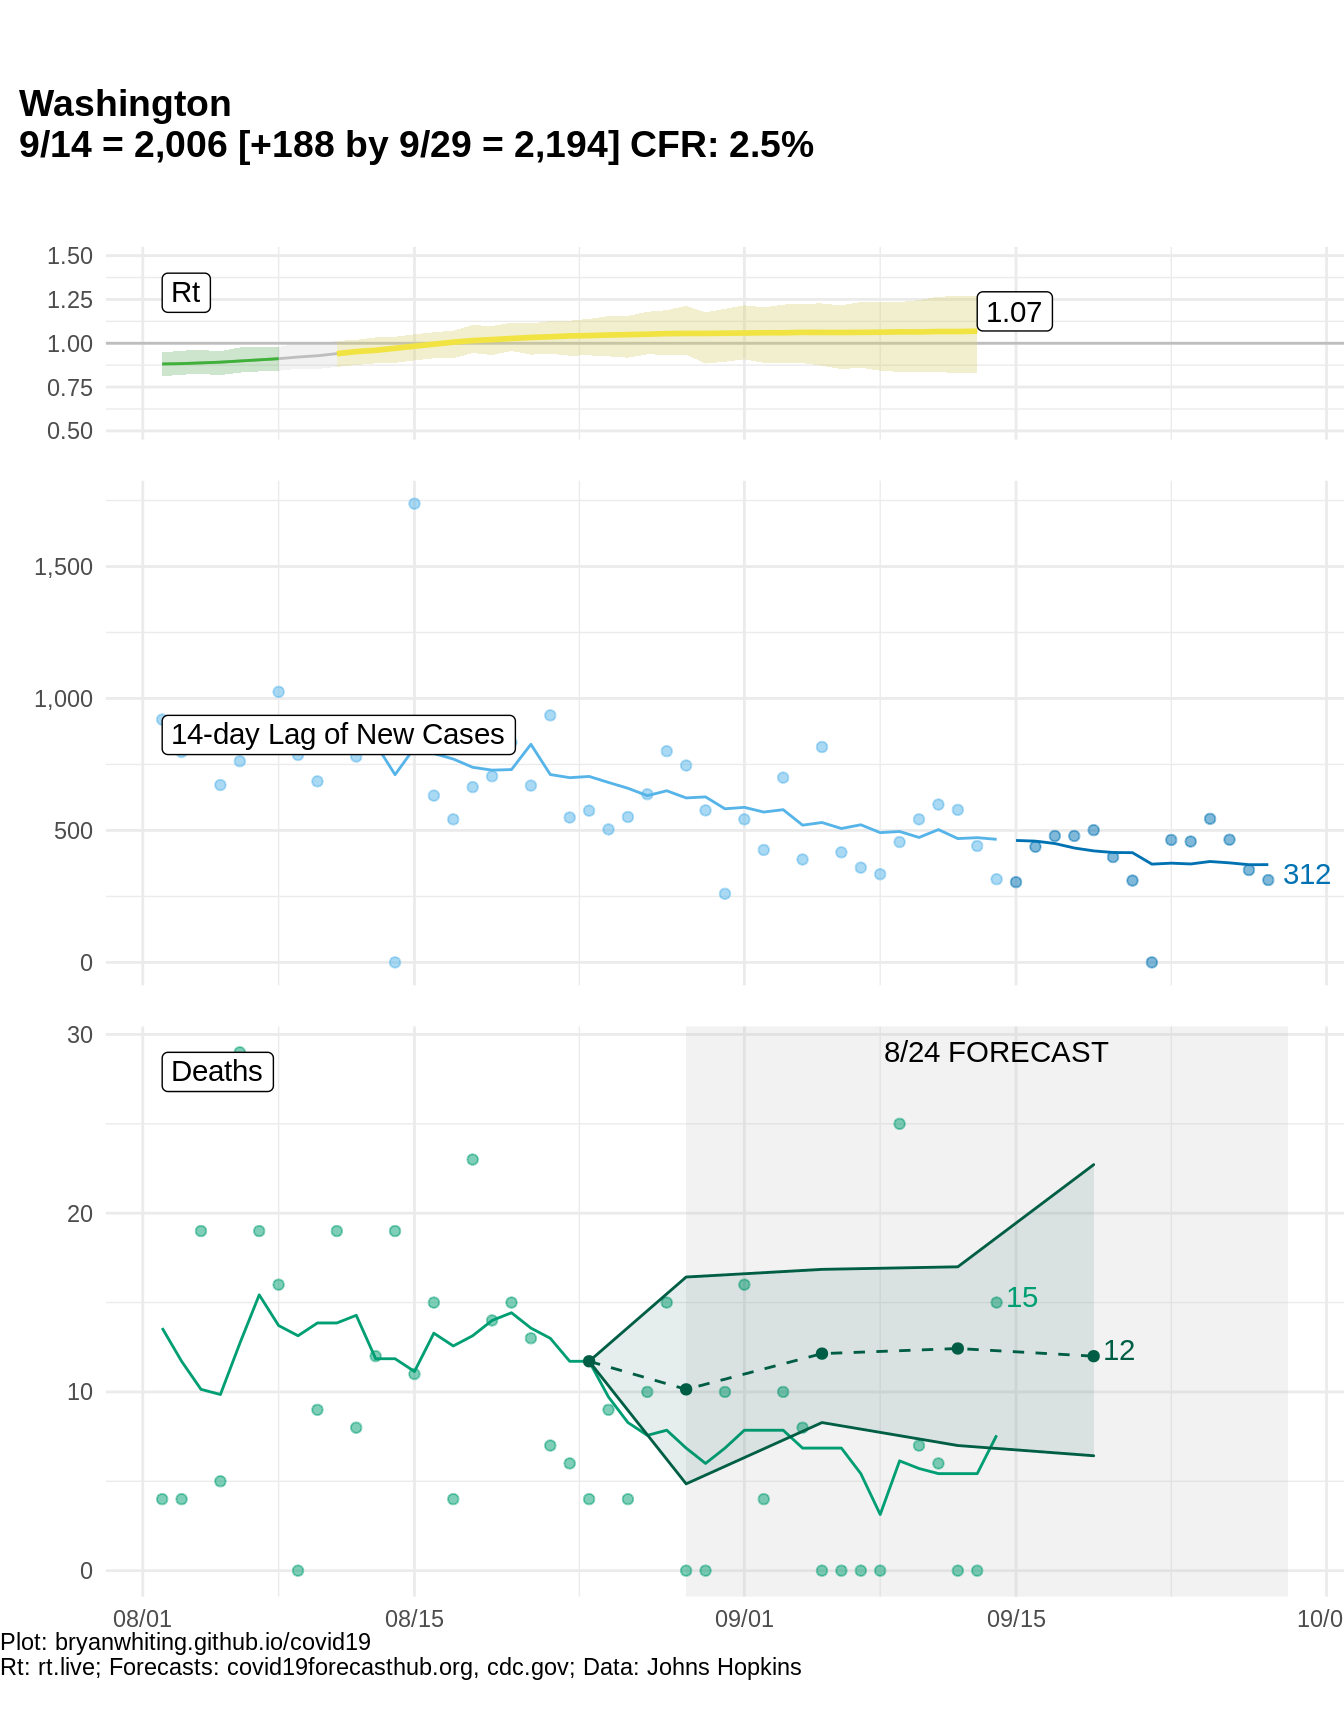 Washington
9/14 = 2,006 [+188 by 9/29 = 2,194] CFR: 2.5%
1.50
1.25
1.00
0.75
0.50
Rt
1.07
1,500
1,000
500
0
14-day Lag of New Cases
312
30
20
10
0
Deaths
8/24 FORECAST
15
12
08/01 08/15 09/01 09/15 10/0
Plot: bryanwhiting.github.io/covid19
Rt: rt.live; Forecasts: covid19forecasthub.org, cdc.gov; Data: Johns Hopkins